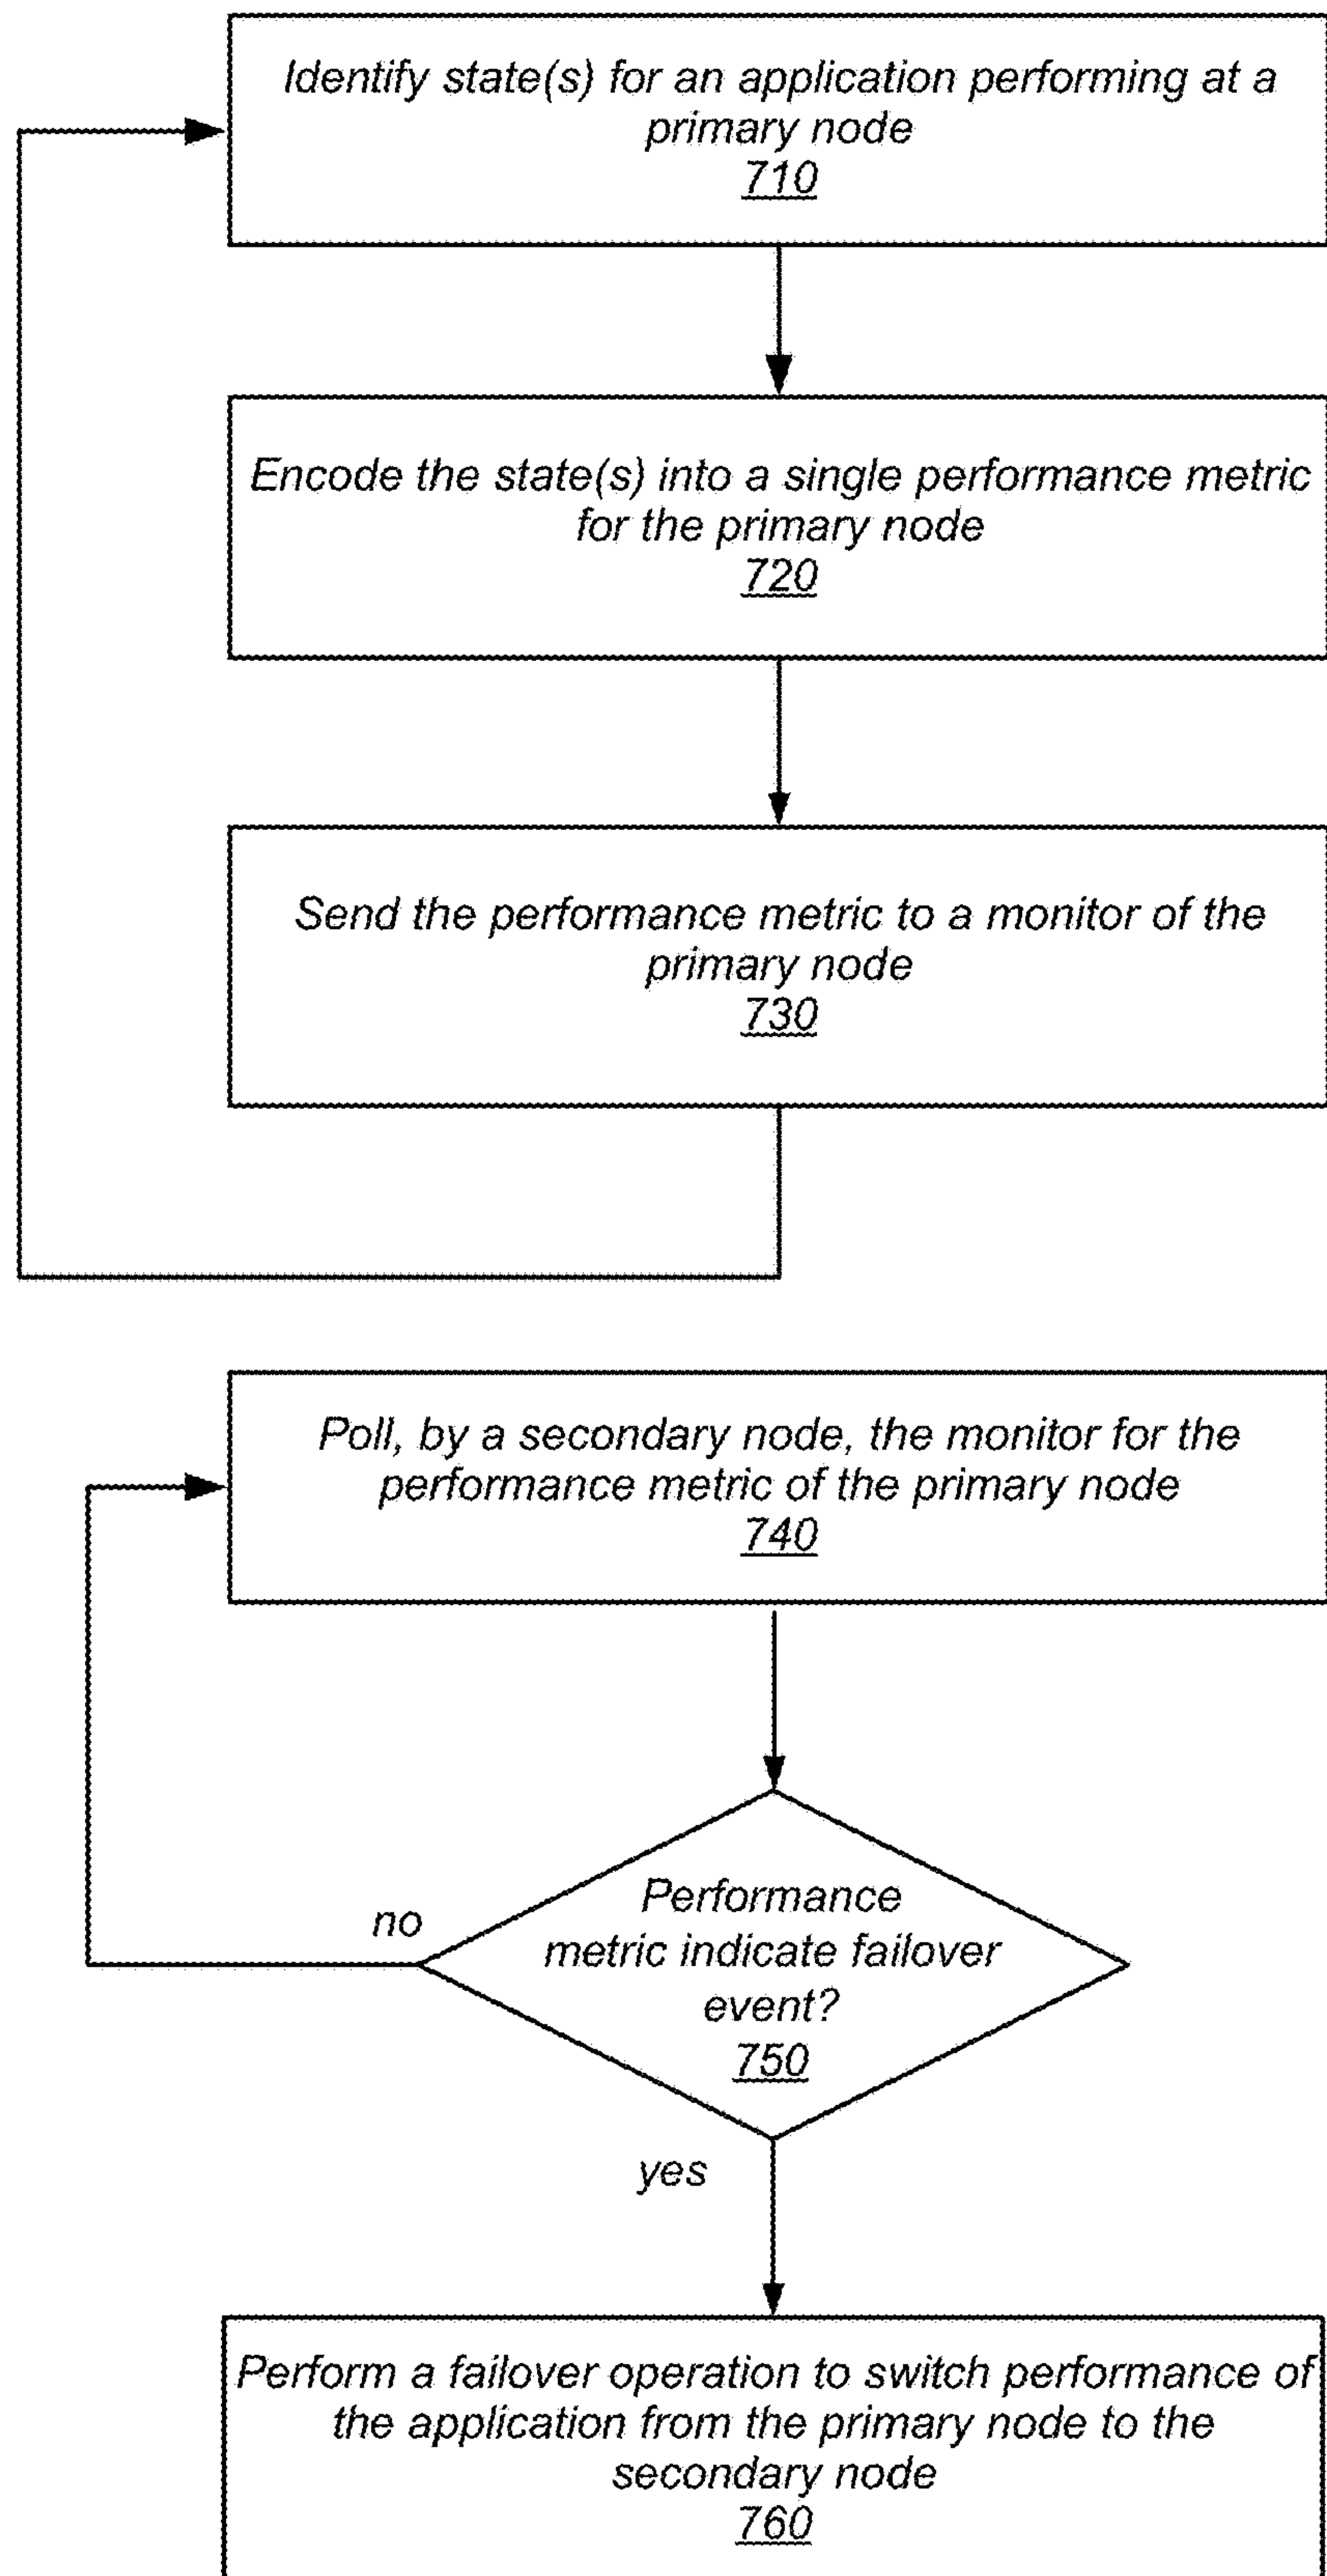 Identify state(s) for an application performing at a
primary node
710
Encode the state(s) into a single performance metric
for the primary node
720
Send the performance metric to a monitor of the
primary node
730
Poll, by a secondary node, the monitor for the
performance metric of the primary node
740
Performance
metric indicate failover
event?
750
no
yes
Perform a failover operation to switch performance of
the application from the primary node to the
secondary node
760